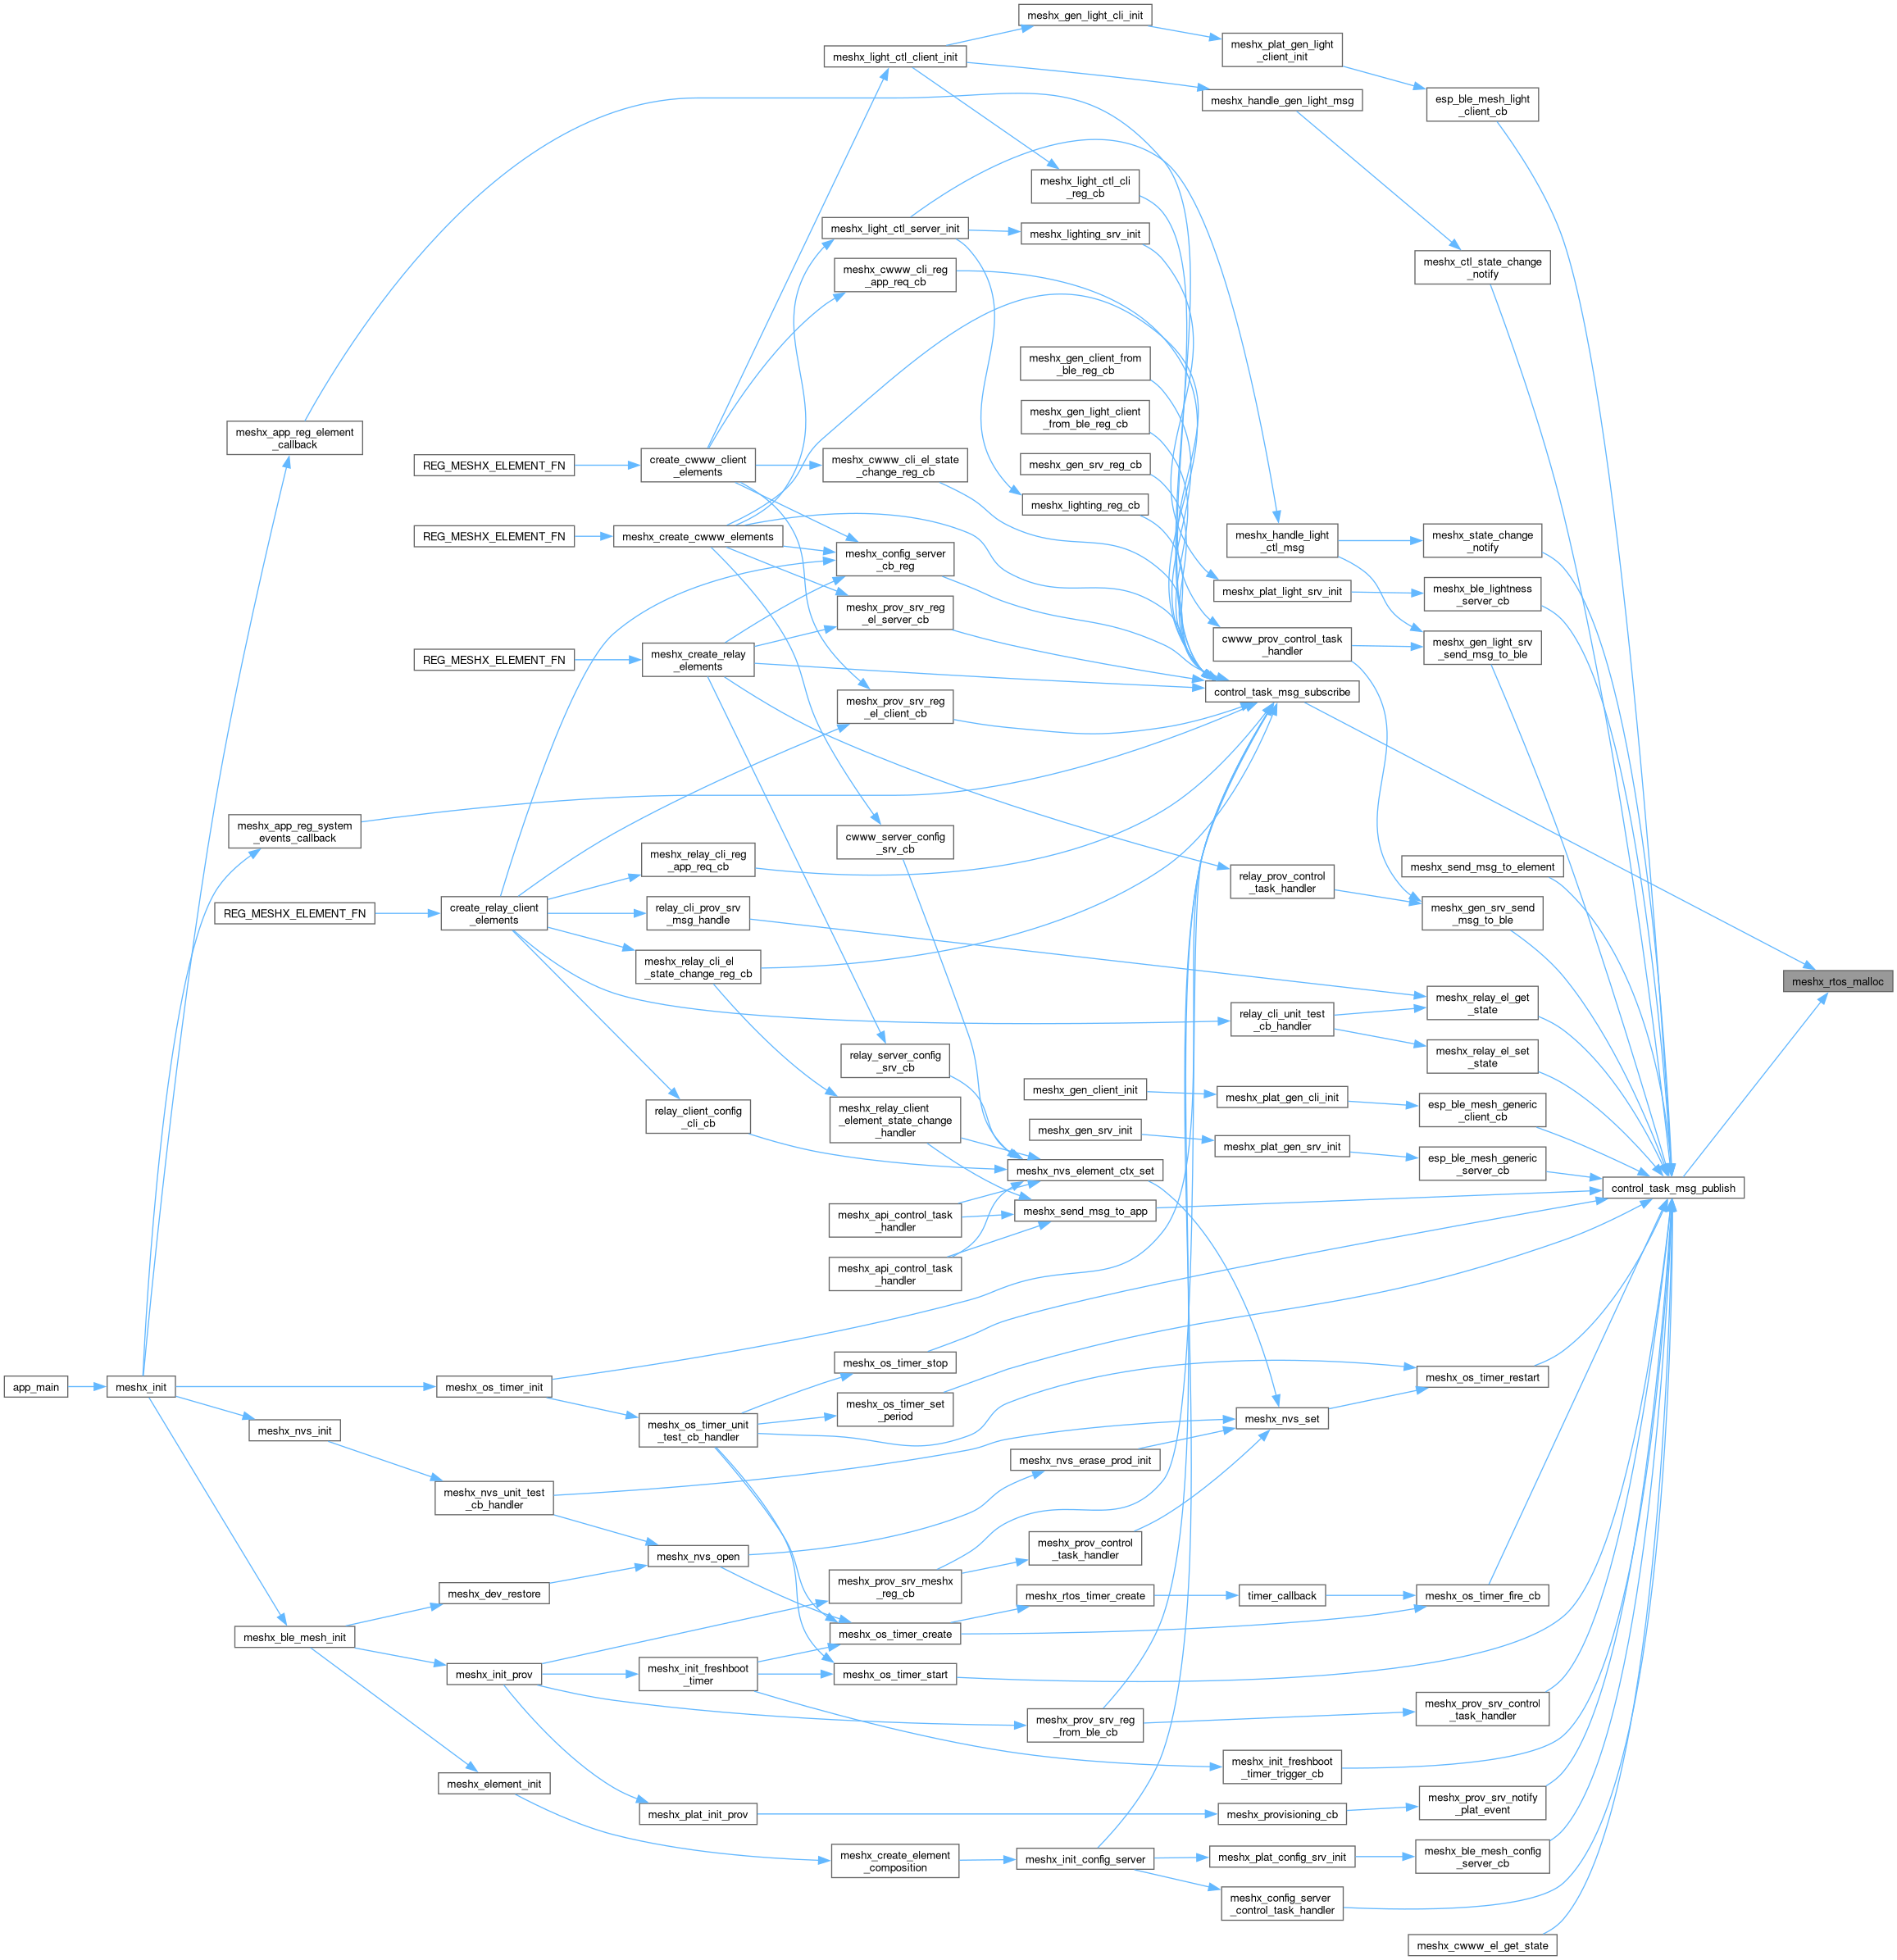 meshx_gen_light_cli_init
meshx_plat_gen_light
_client_init
meshx_light_ctl_client_init
esp_ble_mesh_light
_client_cb
meshx_handle_gen_light_msg
meshx_light_ctl_cli
_reg_cb
meshx_light_ctl_server_init
meshx_lighting_srv_init
meshx_ctl_state_change
_notify
meshx_cwww_cli_reg
_app_req_cb
meshx_gen_client_from
_ble_reg_cb
meshx_gen_light_client
_from_ble_reg_cb
meshx_app_reg_element
_callback
meshx_gen_srv_reg_cb
REG_MESHX_ELEMENT_FN
create_cwww_client
_elements
meshx_cwww_cli_el_state
_change_reg_cb
meshx_lighting_reg_cb
REG_MESHX_ELEMENT_FN
meshx_create_cwww_elements
meshx_handle_light
_ctl_msg
meshx_state_change
_notify
meshx_config_server
_cb_reg
meshx_plat_light_srv_init
meshx_ble_lightness
_server_cb
meshx_prov_srv_reg
_el_server_cb
cwww_prov_control_task
_handler
meshx_gen_light_srv
_send_msg_to_ble
REG_MESHX_ELEMENT_FN
meshx_create_relay
_elements
control_task_msg_subscribe
meshx_prov_srv_reg
_el_client_cb
meshx_app_reg_system
_events_callback
cwww_server_config
_srv_cb
meshx_relay_cli_reg
_app_req_cb
meshx_send_msg_to_element
relay_prov_control
_task_handler
REG_MESHX_ELEMENT_FN
create_relay_client
_elements
relay_cli_prov_srv
_msg_handle
meshx_gen_srv_send
_msg_to_ble
meshx_relay_cli_el
_state_change_reg_cb
meshx_rtos_malloc
meshx_relay_el_get
_state
relay_cli_unit_test
_cb_handler
meshx_relay_el_set
_state
relay_server_config
_srv_cb
meshx_gen_client_init
meshx_plat_gen_cli_init
esp_ble_mesh_generic
_client_cb
relay_client_config
_cli_cb
meshx_relay_client
_element_state_change
_handler
meshx_gen_srv_init
meshx_plat_gen_srv_init
esp_ble_mesh_generic
_server_cb
meshx_nvs_element_ctx_set
control_task_msg_publish
meshx_api_control_task
_handler
meshx_send_msg_to_app
meshx_api_control_task
_handler
meshx_os_timer_stop
app_main
meshx_init
meshx_os_timer_init
meshx_os_timer_restart
meshx_os_timer_set
_period
meshx_nvs_init
meshx_os_timer_unit
_test_cb_handler
meshx_nvs_set
meshx_nvs_erase_prod_init
meshx_nvs_unit_test
_cb_handler
meshx_nvs_open
meshx_prov_control
_task_handler
meshx_dev_restore
meshx_prov_srv_meshx
_reg_cb
meshx_rtos_timer_create
timer_callback
meshx_os_timer_fire_cb
meshx_ble_mesh_init
meshx_os_timer_create
meshx_init_prov
meshx_init_freshboot
_timer
meshx_os_timer_start
meshx_prov_srv_reg
_from_ble_cb
meshx_prov_srv_control
_task_handler
meshx_init_freshboot
_timer_trigger_cb
meshx_element_init
meshx_plat_init_prov
meshx_provisioning_cb
meshx_prov_srv_notify
_plat_event
meshx_create_element
_composition
meshx_init_config_server
meshx_plat_config_srv_init
meshx_ble_mesh_config
_server_cb
meshx_config_server
_control_task_handler
meshx_cwww_el_get_state